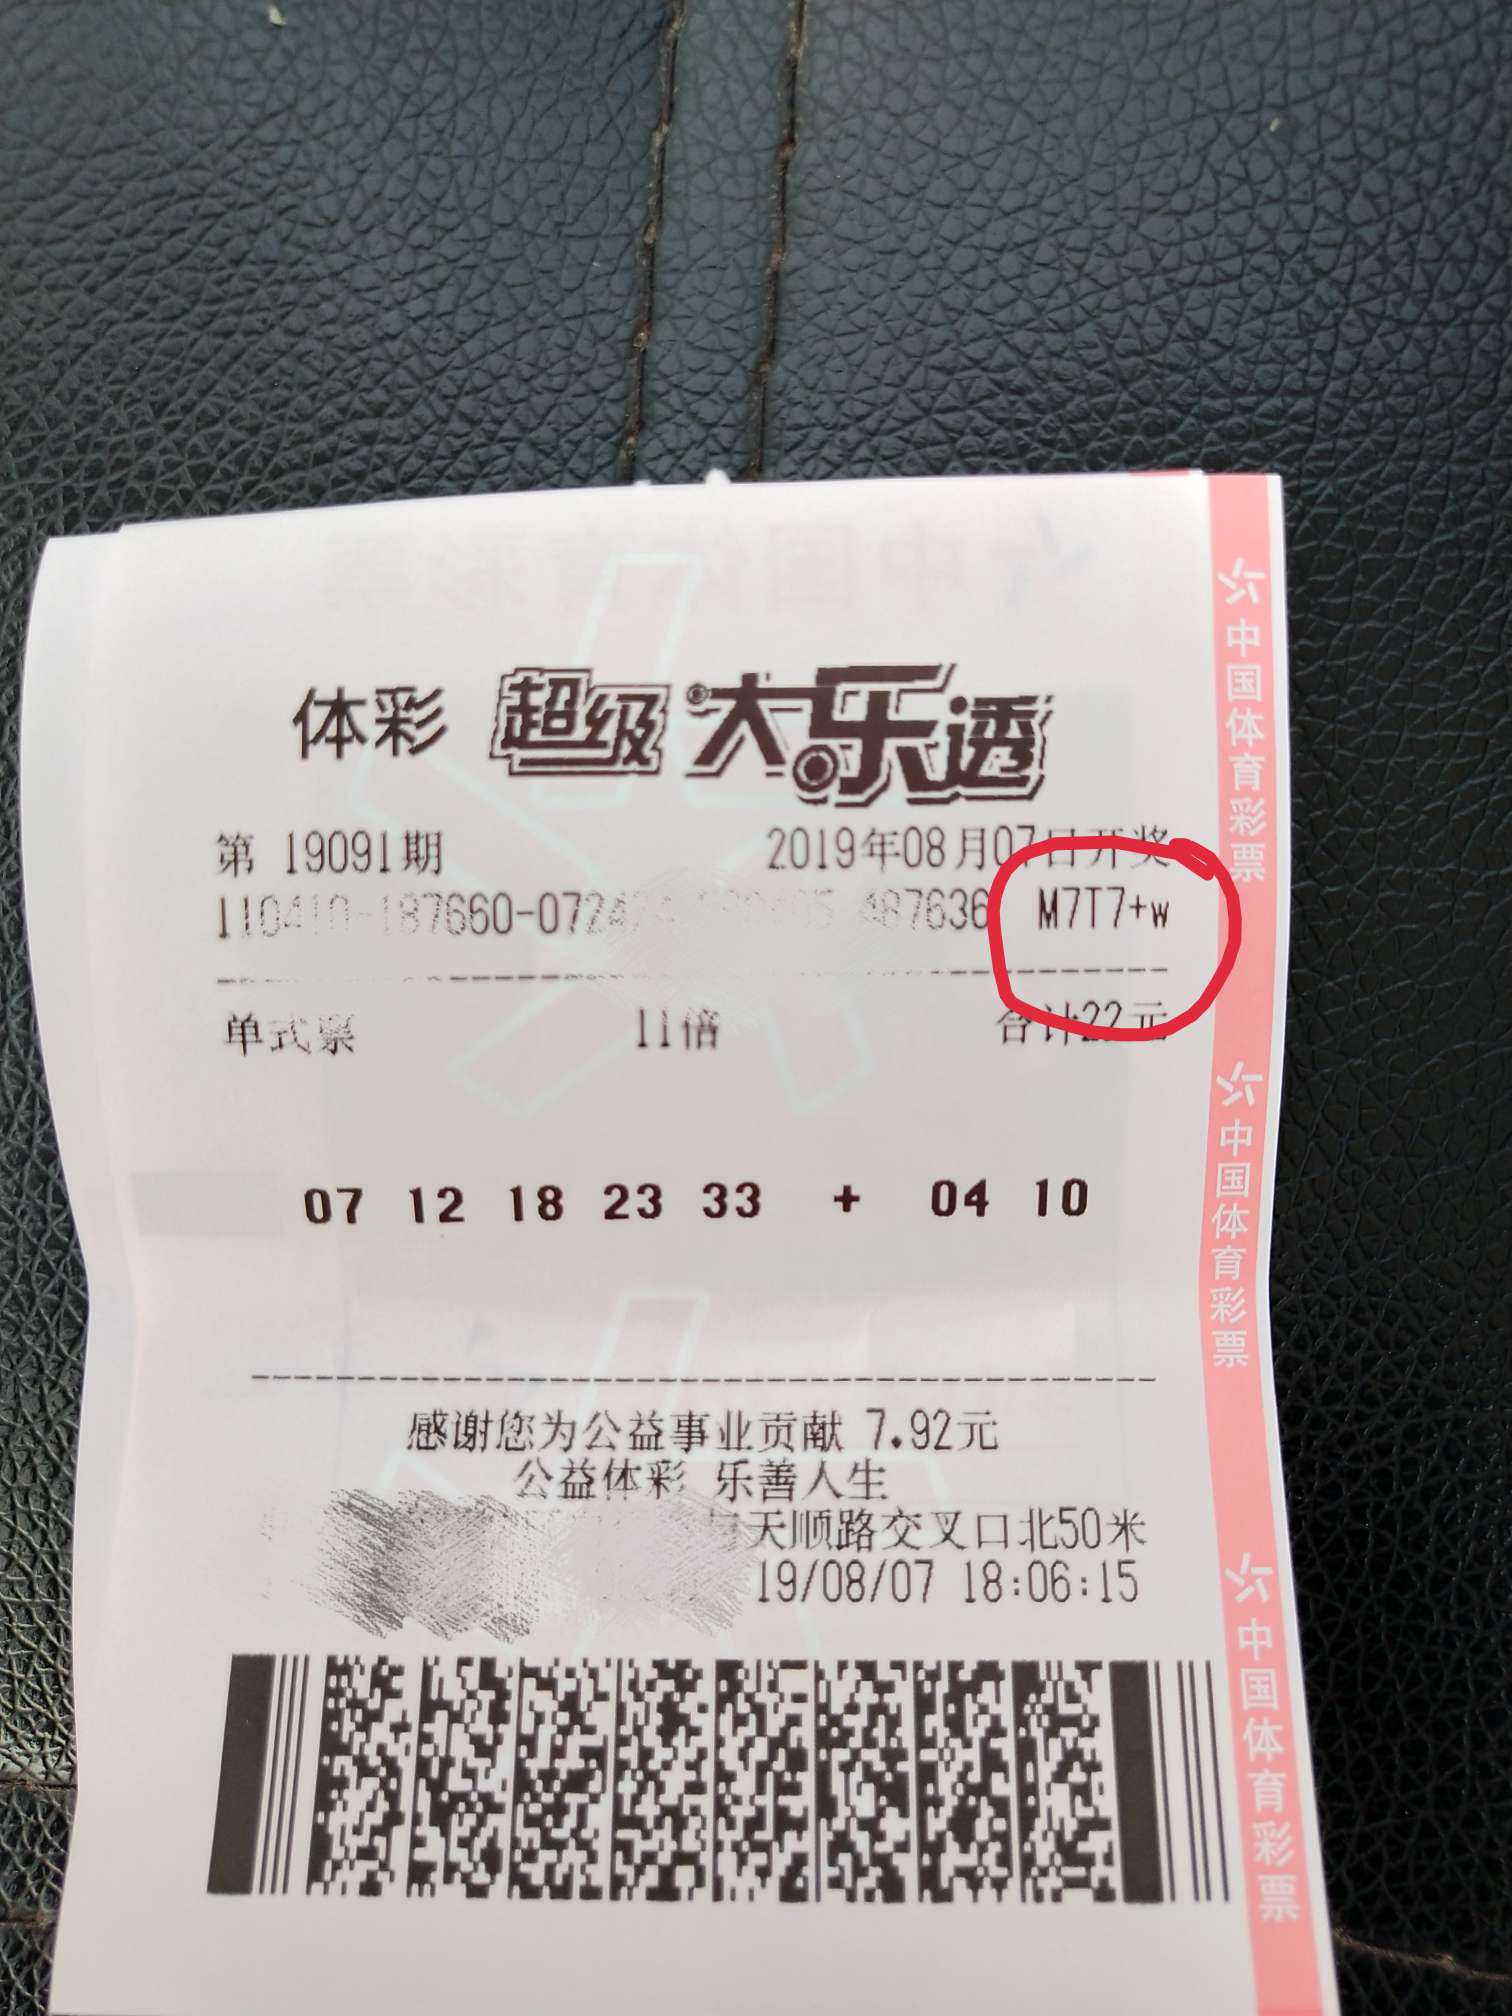 体彩 超级大乐透
第 19091期 2019年08月07日开奖
110410-187660-0724 487636 M7T7+w
单式票 11倍 合计22元
07 12 18 23 33 + 04 10
感谢您为公益事业贡献 7.92元
公益体彩 乐善人生
天顺路交叉口北50米
19/08/07 18:06:15
中国体育彩票
中国体育彩票
中国体育彩票